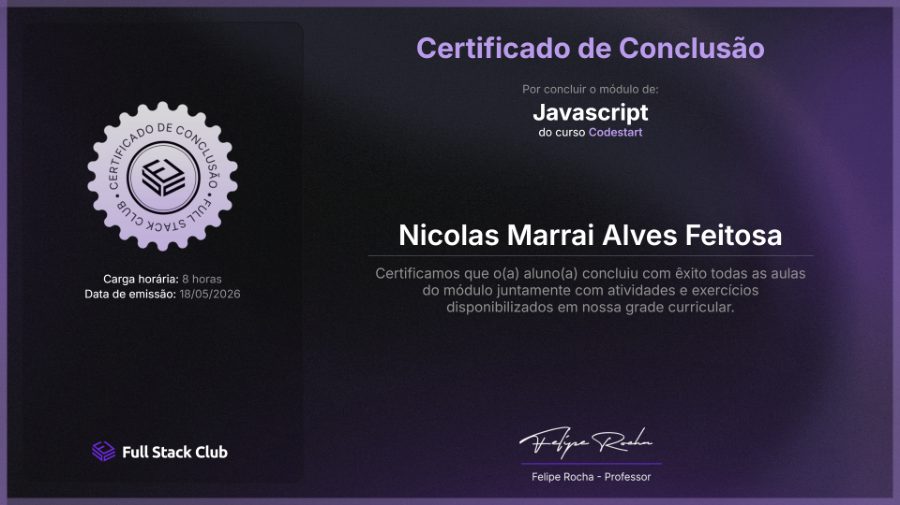 CERTIFICADO DE CONCLUSÃO • FULL STACK CLUB •
Carga horária: 8 horas
Data de emissão: 18/05/2026
Full Stack Club
Certificado de Conclusão
Por concluir o módulo de:
Javascript
do curso Codestart
Nicolas Marrai Alves Feitosa
Certificamos que o(a) aluno(a) concluiu com êxito todas as aulas
do módulo juntamente com atividades e exercícios
disponibilizados em nossa grade curricular.
Felipe Rocha
Felipe Rocha - Professor